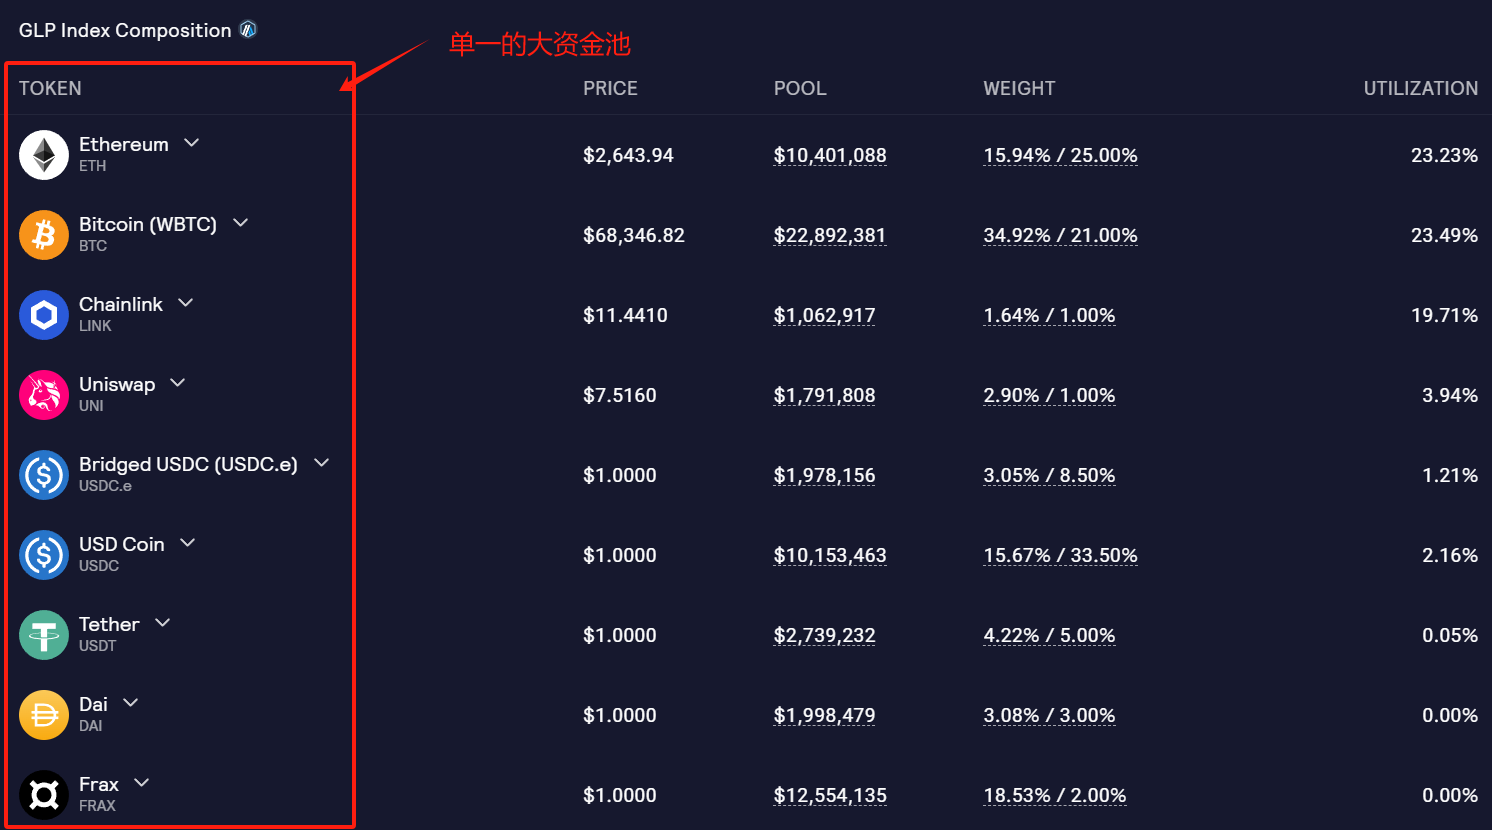 GLP Index Composition
单一的大资金池
TOKEN PRICE POOL WEIGHT UTILIZATION
Ethereum
ETH
$2,643.94 $10,401,088 15.94% / 25.00% 23.23%
Bitcoin (WBTC)
BTC
$68,346.82 $22,892,381 34.92% / 21.00% 23.49%
Chainlink
LINK
$11.4410 $1,062,917 1.64% / 1.00% 19.71%
Uniswap
UNI
$7.5160 $1,791,808 2.90% / 1.00% 3.94%
Bridged USDC (USDC.e)
USDC.e
$1.0000 $1,978,156 3.05% / 8.50% 1.21%
USD Coin
USDC
$1.0000 $10,153,463 15.67% / 33.50% 2.16%
Tether
USDT
$1.0000 $2,739,232 4.22% / 5.00% 0.05%
Dai
DAI
$1.0000 $1,998,479 3.08% / 3.00% 0.00%
Frax
FRAX
$1.0000 $12,554,135 18.53% / 2.00% 0.00%